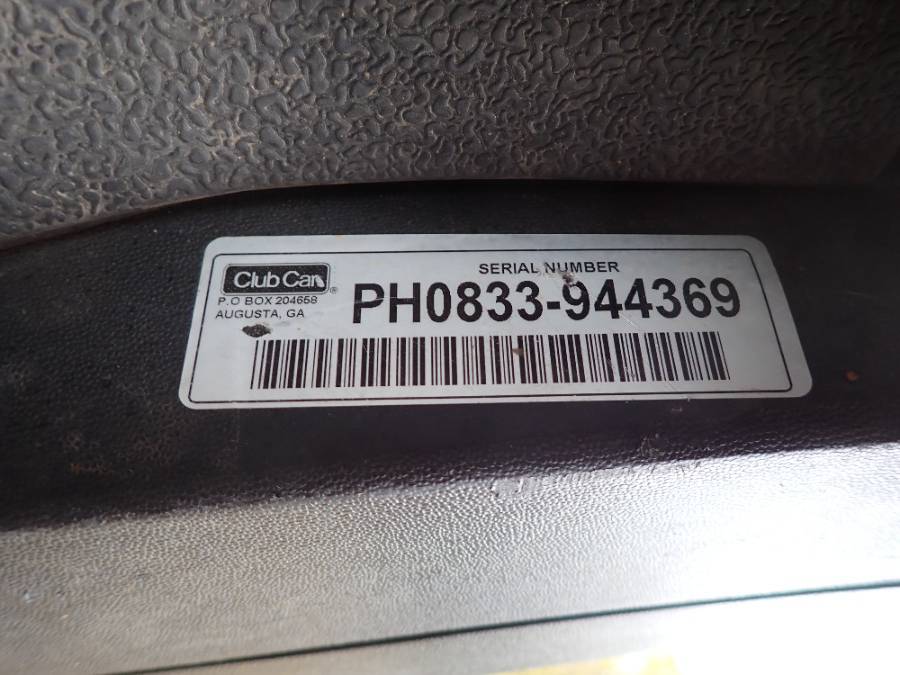 Club Car®
P.O BOX 204658
AUGUSTA, GA
SERIAL NUMBER
PH0833-944369